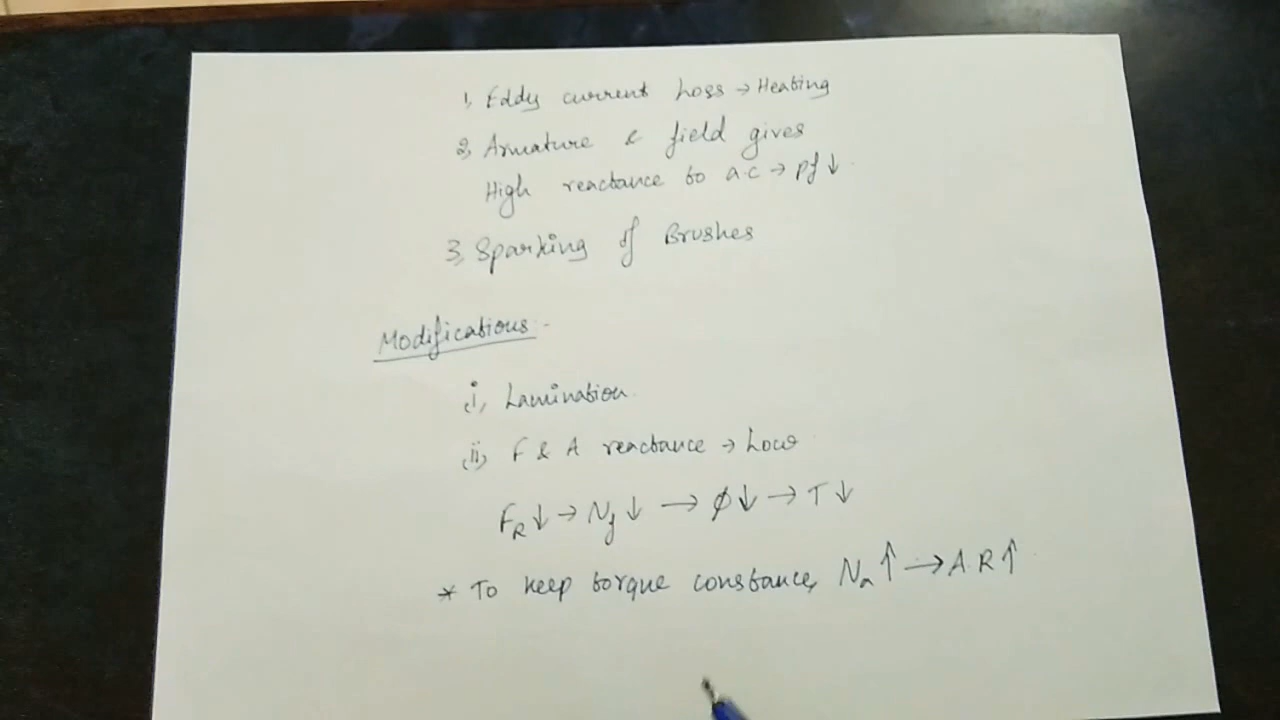 1, Eddy current Loss → Heating
2, Armature & field gives
High reactance to a.c → Pf ↓
3, Sparking of Brushes
Modifications.
i, Lamination
ii, F & A reactance → Low
F_R ↓ → N_f ↓ → φ ↓ → T ↓
* To keep torque constance, N_a ↑ → A.R ↑